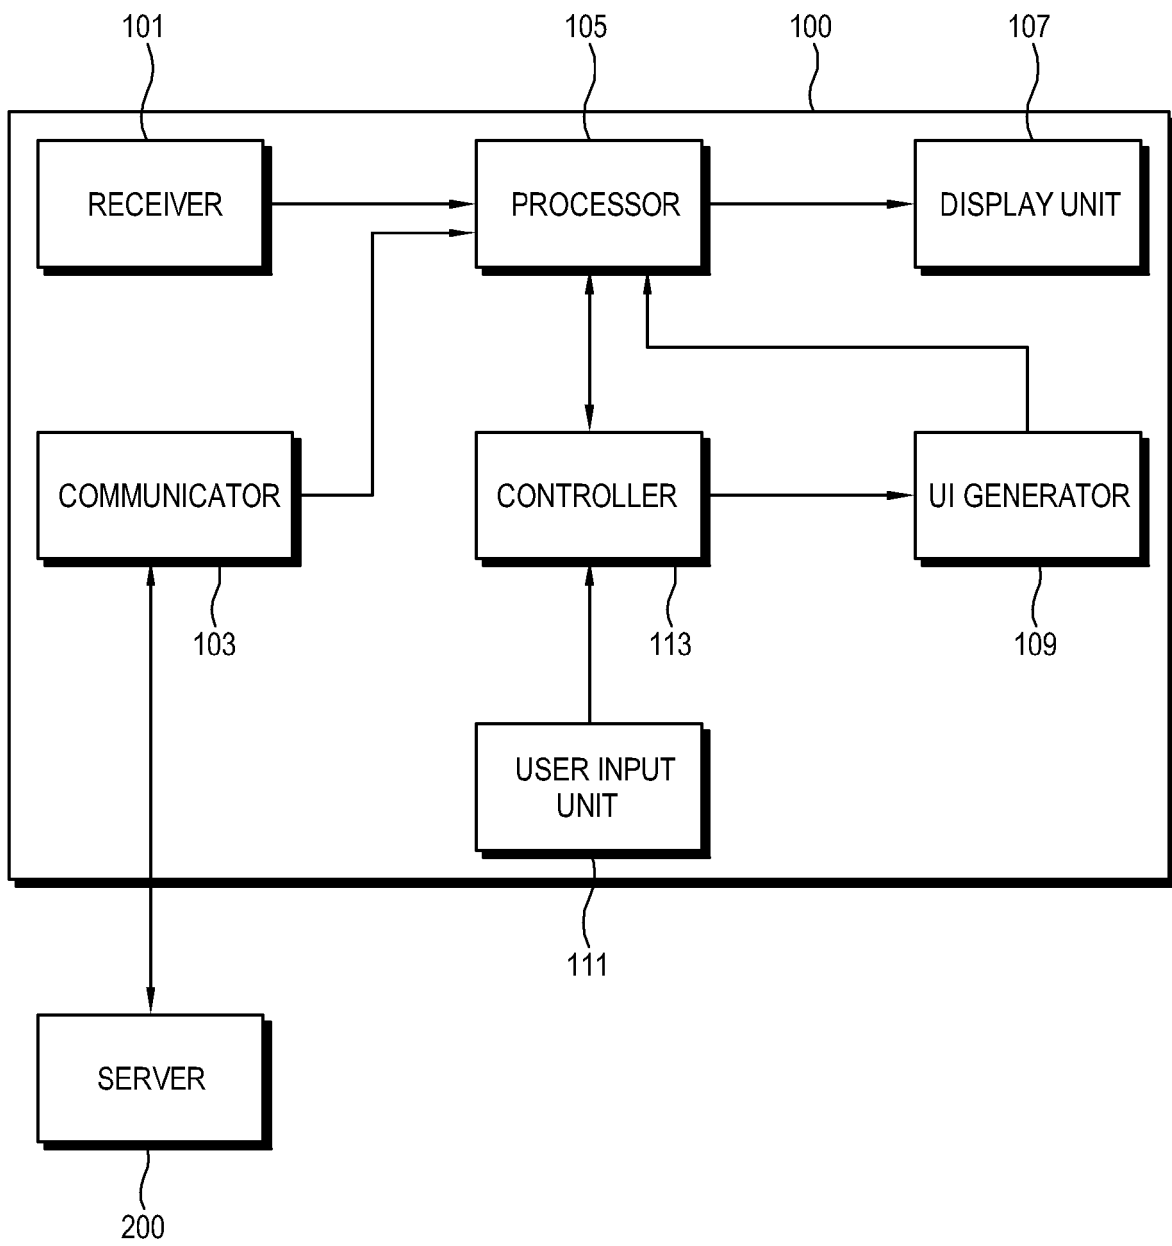 101
105
100
107
RECEIVER
PROCESSOR
DISPLAY UNIT
COMMUNICATOR
CONTROLLER
UI GENERATOR
103
113
109
USER INPUT
UNIT
111
SERVER
200